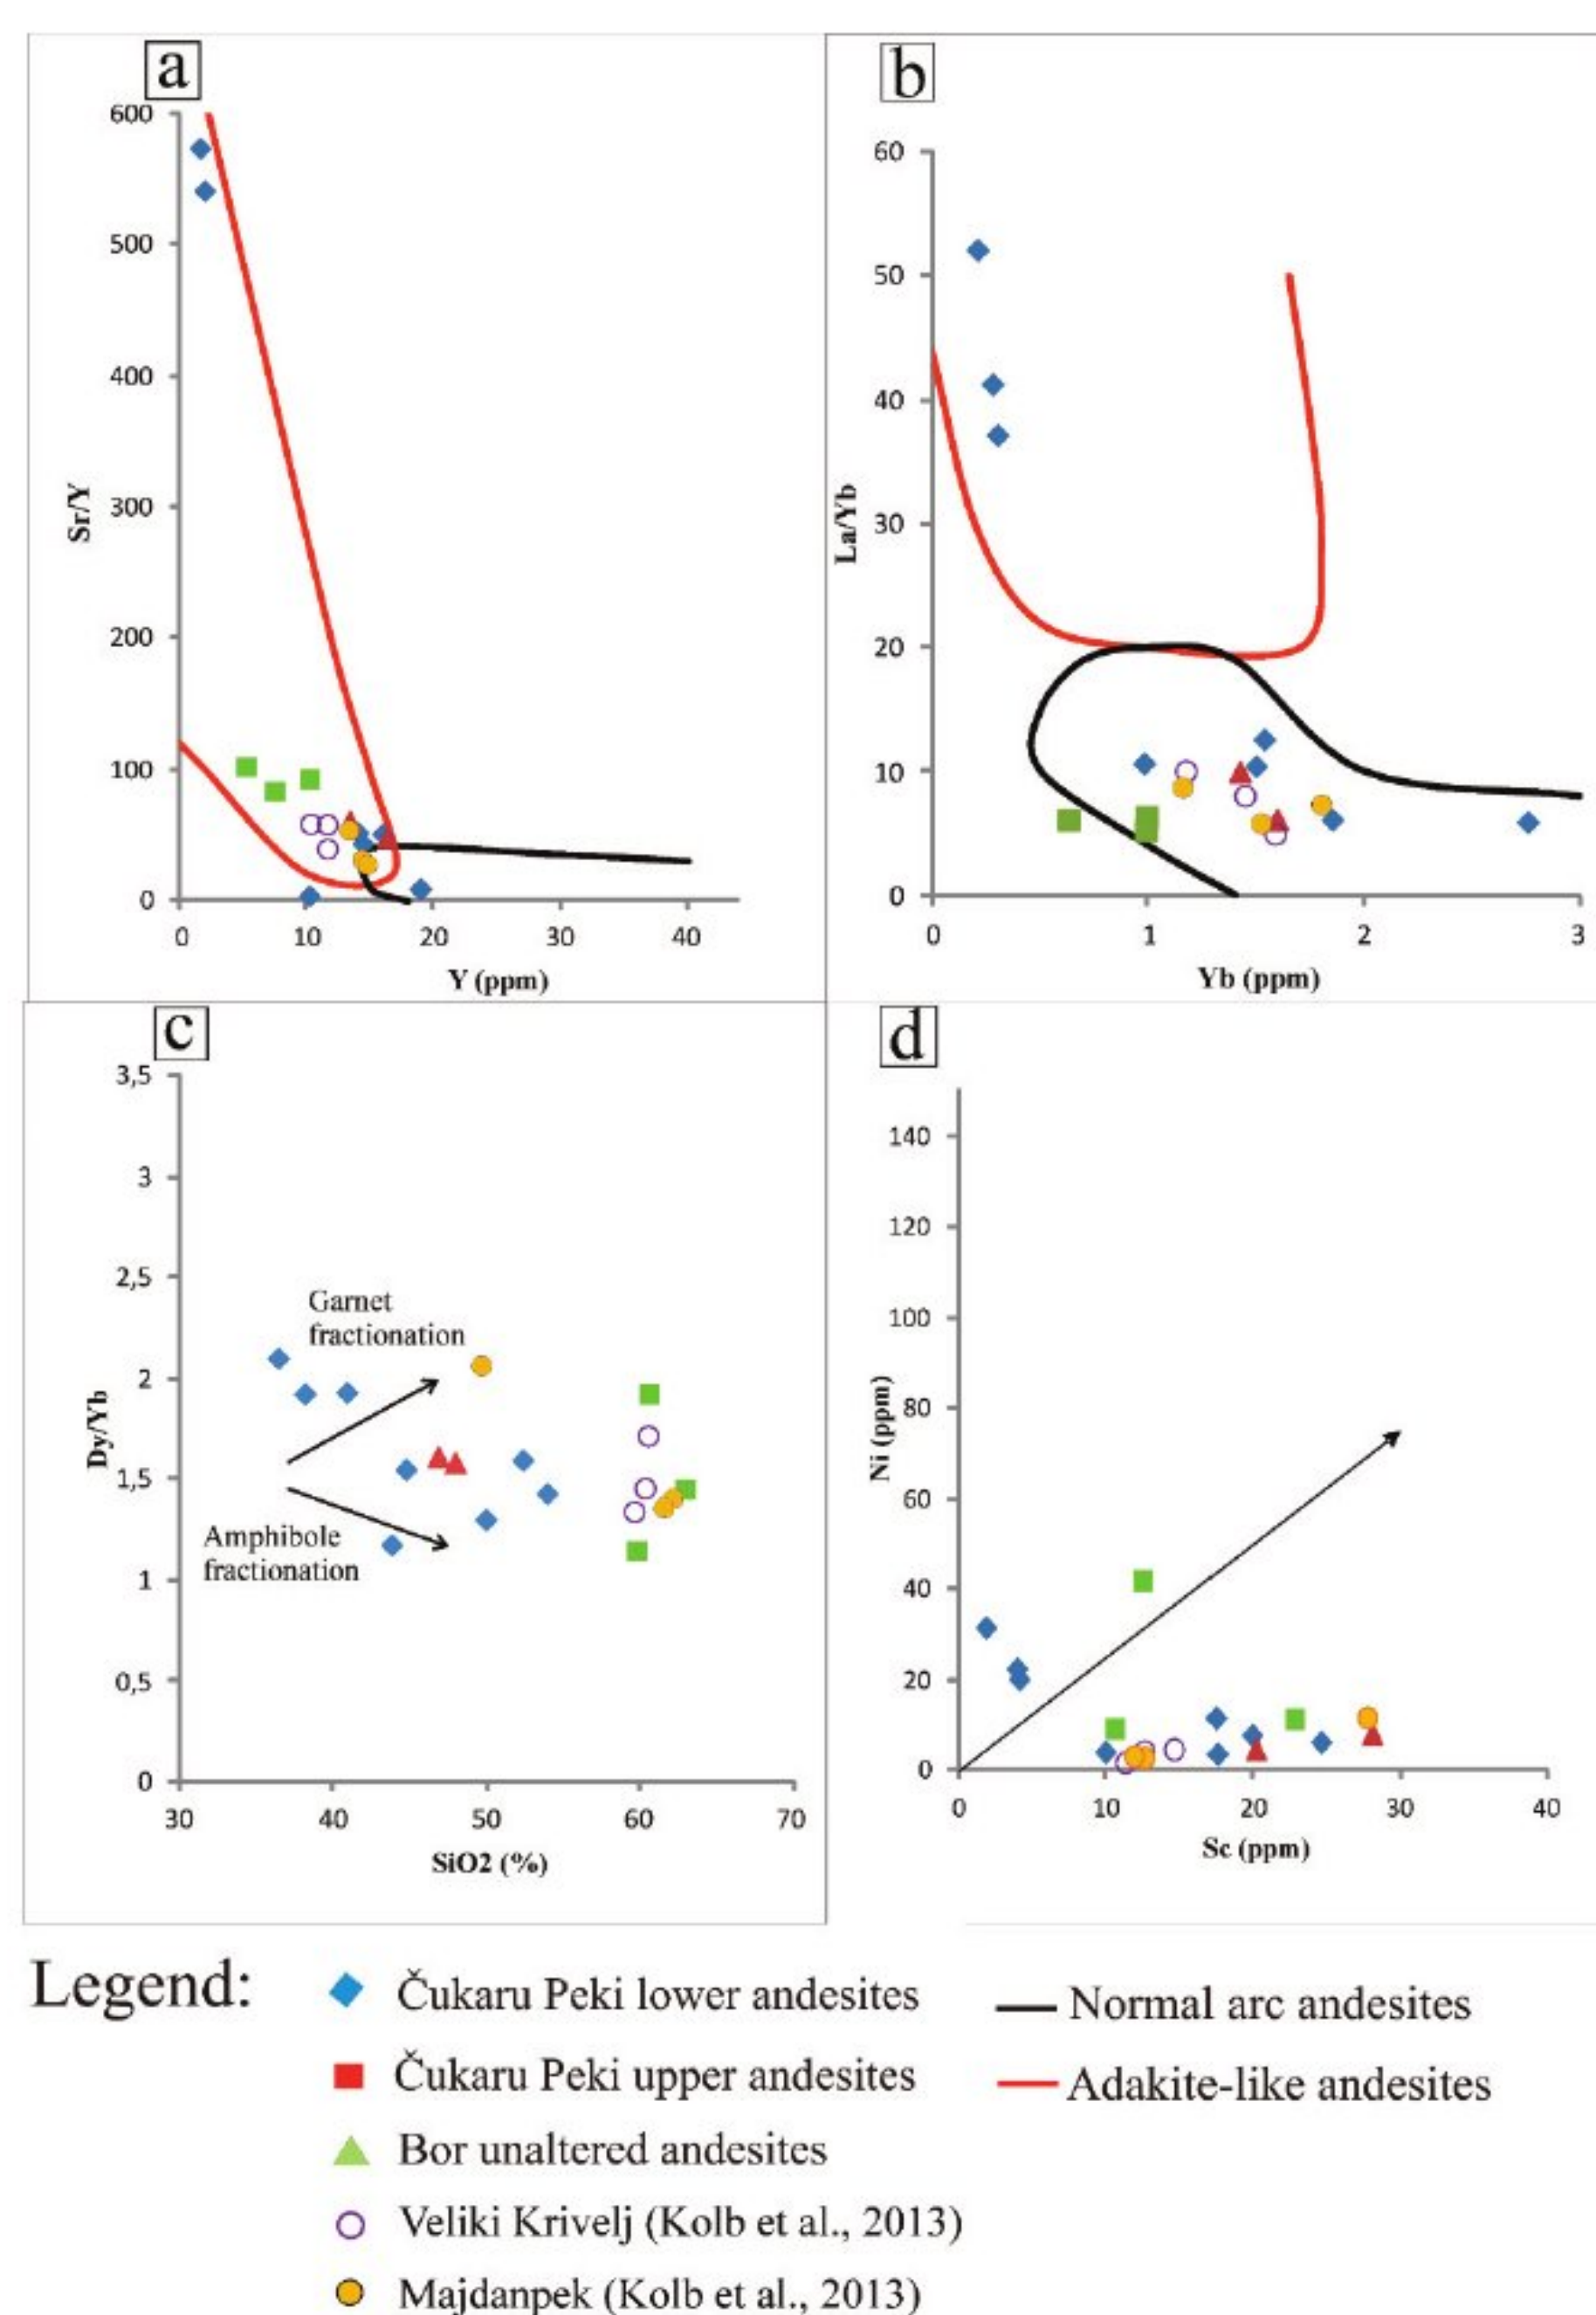 a
600
500
400
300
200
100
0
Sr/Y
0 10 20 30 40
Y (ppm)
b
60
50
40
30
20
10
0
La/Yb
0 1 2 3
Yb (ppm)
c
3,5
3
2,5
2
1,5
1
0,5
0
Dy/Yb
Garnet
fractionation
Amphibole
fractionation
30 40 50 60 70
SiO2 (%)
d
140
120
100
80
60
40
20
0
Ni (ppm)
0 10 20 30 40
Sc (ppm)
Legend:
Čukaru Peki lower andesites
Čukaru Peki upper andesites
Bor unaltered andesites
Veliki Krivelj (Kolb et al., 2013)
Majdanpek (Kolb et al., 2013)
Normal arc andesites
Adakite-like andesites